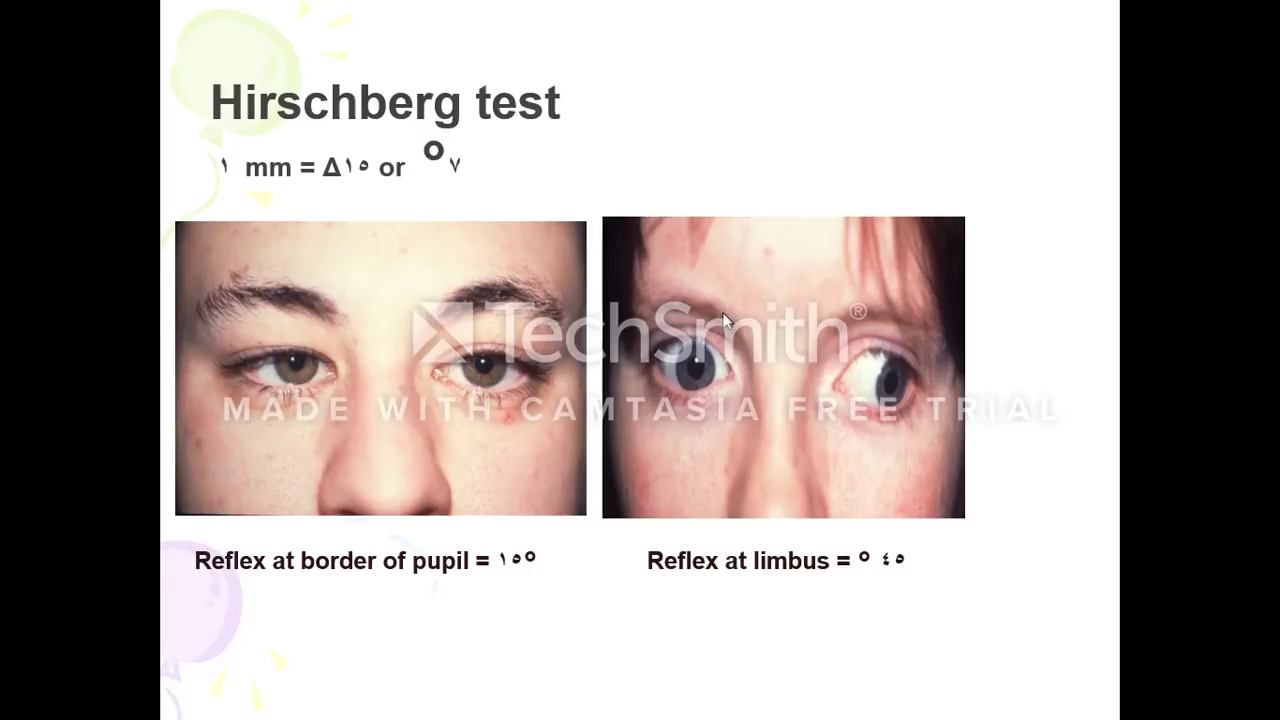 Hirschberg test
١ mm = Δ١٥ or °٧
TechSmith®
MADE WITH CAMTASIA FREE TRIAL
Reflex at border of pupil = ١٥°
Reflex at limbus = ° ٤٥